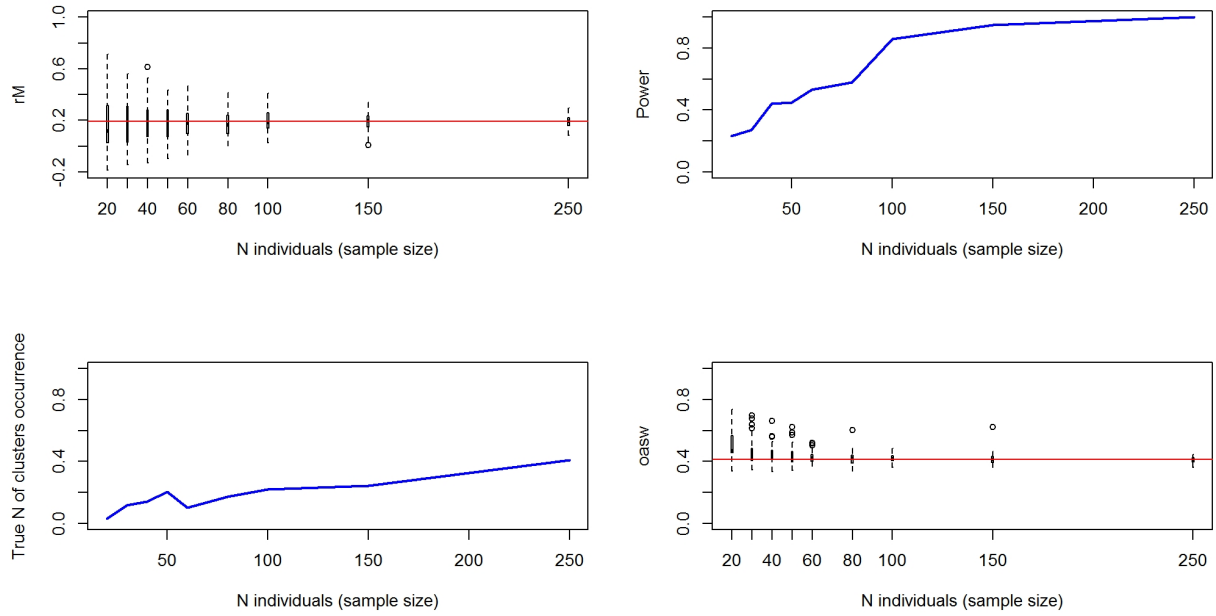 rM
1.0
0.6
0.2
-0.2
20 40 60 80 100 150 250
N individuals (sample size)
Power
0.8
0.4
0.0
50 100 150 200 250
N individuals (sample size)
True N of clusters occurrence
0.8
0.4
0.0
50 100 150 200 250
N individuals (sample size)
oasw
0.8
0.4
0.0
20 40 60 80 100 150 250
N individuals (sample size)